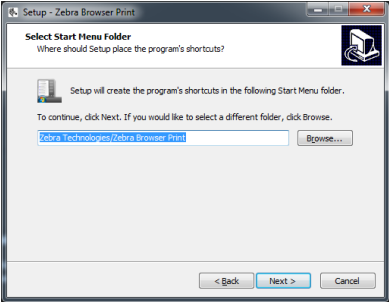 Setup - Zebra Browser Print
Select Start Menu Folder
Where should Setup place the program's shortcuts?
Setup will create the program's shortcuts in the following Start Menu folder.
To continue, click Next. If you would like to select a different folder, click Browse.
Zebra Technologies/Zebra Browser Print
Browse...
< Back
Next >
Cancel